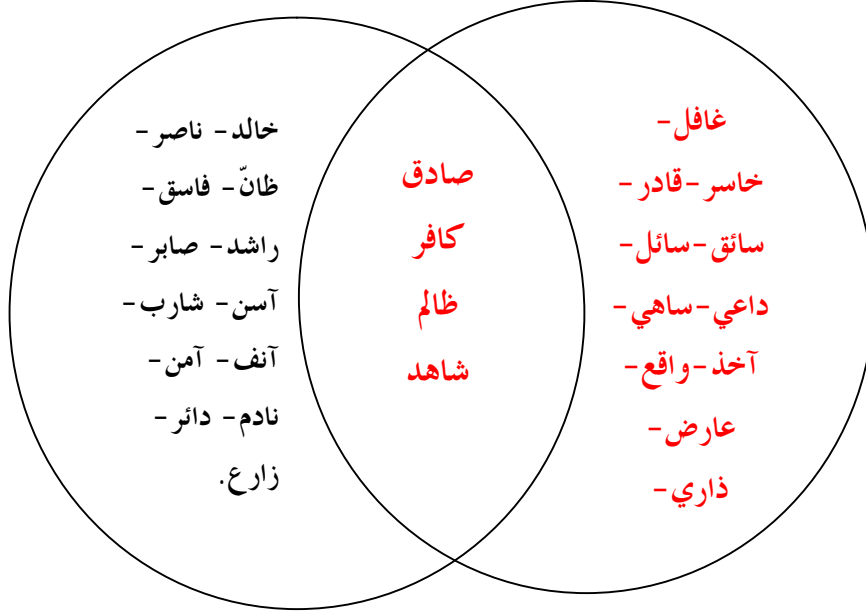 غافل-
خاسر-قادر-
سائق-سائل-
داعي-ساهي-
آخذ-واقع-
عارض-
ذاري-
صادق
كافر
ظالم
شاهد
خالد- ناصر-
ظانّ- فاسق-
راشد- صابر-
آسن- شارب-
آنف- آمن-
نادم- دائر-
زارع.